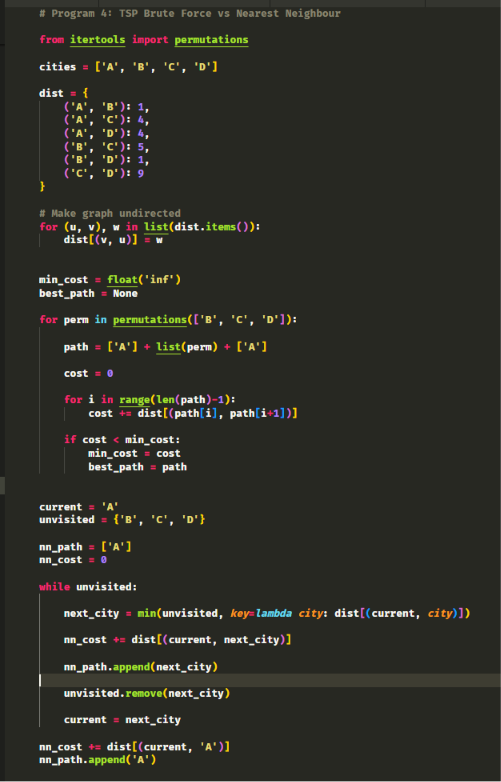 # Program 4: TSP Brute Force vs Nearest Neighbour
from itertools import permutations
cities = ['A', 'B', 'C', 'D']
dist = {
('A', 'B'): 1,
('A', 'C'): 4,
('A', 'D'): 4,
('B', 'C'): 5,
('B', 'D'): 1,
('C', 'D'): 9
}
# Make graph undirected
for (u, v), w in list(dist.items()):
dist[(v, u)] = w
min_cost = float('inf')
best_path = None
for perm in permutations(['B', 'C', 'D']):
path = ['A'] + list(perm) + ['A']
cost = 0
for i in range(len(path)-1):
cost += dist[(path[i], path[i+1])]
if cost < min_cost:
min_cost = cost
best_path = path
current = 'A'
unvisited = {'B', 'C', 'D'}
nn_path = ['A']
nn_cost = 0
while unvisited:
next_city = min(unvisited, key=lambda city: dist[(current, city)])
nn_cost += dist[(current, next_city)]
nn_path.append(next_city)
unvisited.remove(next_city)
current = next_city
nn_cost += dist[(current, 'A')]
nn_path.append('A')